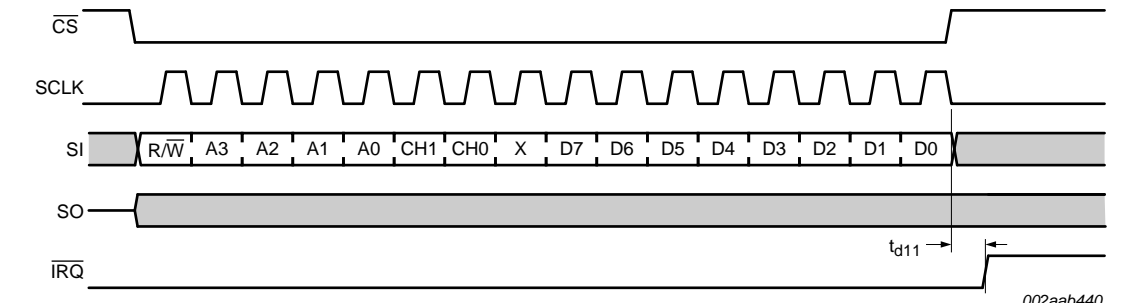 CS
SCLK
SI R/W A3 A2 A1 A0 CH1 CH0 X D7 D6 D5 D4 D3 D2 D1 D0
SO
td11
IRQ
002aab440